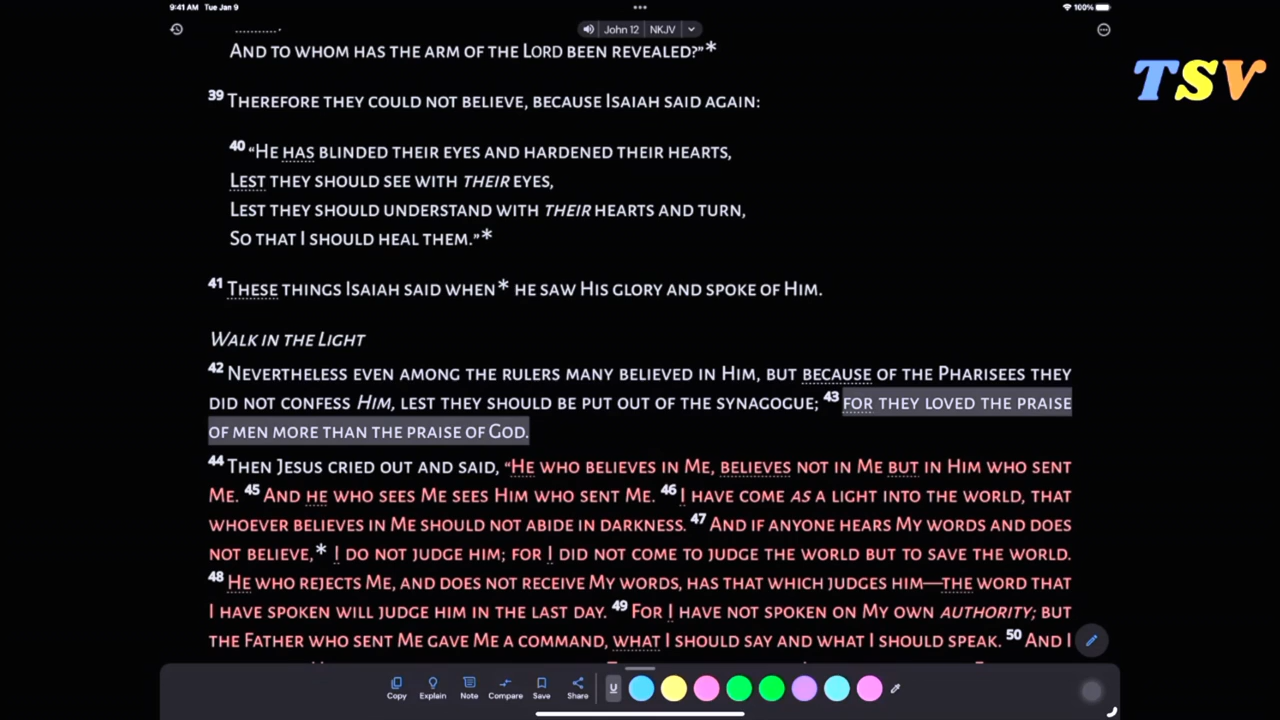 9:41 AM Tue Jan 9
100%
John 12 NKJV
AND TO WHOM HAS THE ARM OF THE LORD BEEN REVEALED?”*
39 THEREFORE THEY COULD NOT BELIEVE, BECAUSE ISAIAH SAID AGAIN:
40 “HE HAS BLINDED THEIR EYES AND HARDENED THEIR HEARTS,
LEST THEY SHOULD SEE WITH THEIR EYES,
LEST THEY SHOULD UNDERSTAND WITH THEIR HEARTS AND TURN,
SO THAT I SHOULD HEAL THEM.”*
41 THESE THINGS ISAIAH SAID WHEN* HE SAW HIS GLORY AND SPOKE OF HIM.
WALK IN THE LIGHT
42 NEVERTHELESS EVEN AMONG THE RULERS MANY BELIEVED IN HIM, BUT BECAUSE OF THE PHARISEES THEY
DID NOT CONFESS HIM, LEST THEY SHOULD BE PUT OUT OF THE SYNAGOGUE; 43 FOR THEY LOVED THE PRAISE
OF MEN MORE THAN THE PRAISE OF GOD.
44 THEN JESUS CRIED OUT AND SAID, “HE WHO BELIEVES IN ME, BELIEVES NOT IN ME BUT IN HIM WHO SENT
ME. 45 AND HE WHO SEES ME SEES HIM WHO SENT ME. 46 I HAVE COME AS A LIGHT INTO THE WORLD, THAT
WHOEVER BELIEVES IN ME SHOULD NOT ABIDE IN DARKNESS. 47 AND IF ANYONE HEARS MY WORDS AND DOES
NOT BELIEVE,* I DO NOT JUDGE HIM; FOR I DID NOT COME TO JUDGE THE WORLD BUT TO SAVE THE WORLD.
48 HE WHO REJECTS ME, AND DOES NOT RECEIVE MY WORDS, HAS THAT WHICH JUDGES HIM—THE WORD THAT
I HAVE SPOKEN WILL JUDGE HIM IN THE LAST DAY. 49 FOR I HAVE NOT SPOKEN ON MY OWN AUTHORITY; BUT
THE FATHER WHO SENT ME GAVE ME A COMMAND, WHAT I SHOULD SAY AND WHAT I SHOULD SPEAK. 50 AND I
Copy Explain Note Compare Save Share U
TSV